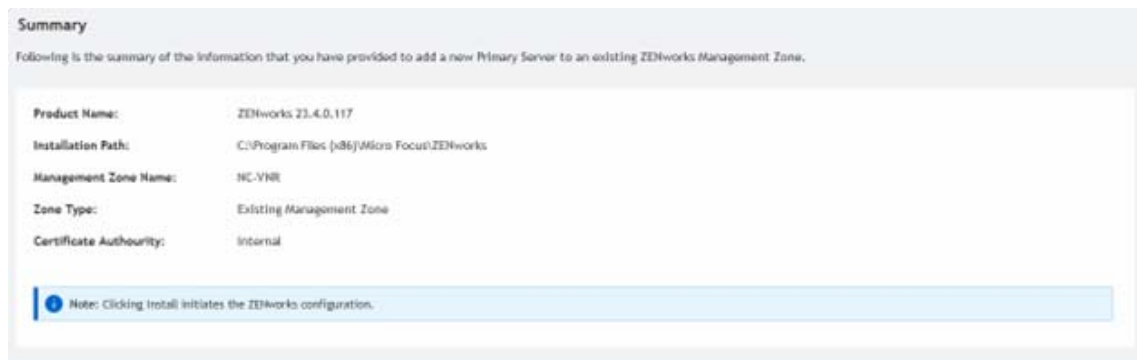 Summary
Following is the summary of the information that you have provided to add a new Primary Server to an existing ZENworks Management Zone.
Product Name: ZENworks 23.4.0.117
Installation Path: C:\Program Files (x86)\Micro Focus\ZENworks
Management Zone Name: NC-VNR
Zone Type: Existing Management Zone
Certificate Authourity: Internal
Note: Clicking Install initiates the ZENworks configuration.